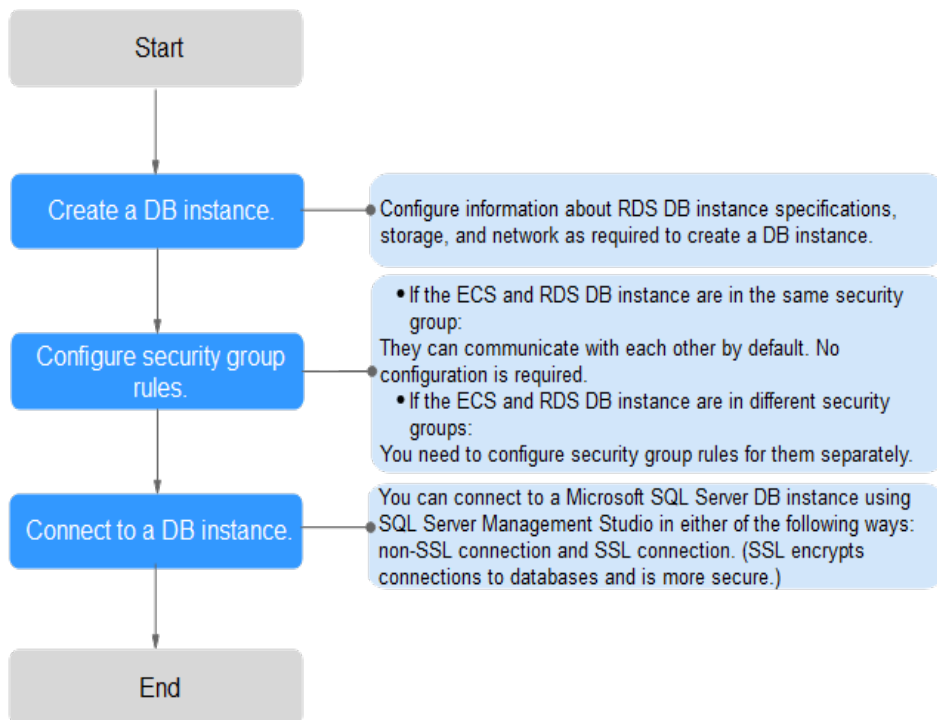 Start
Create a DB instance.
Configure information about RDS DB instance specifications,
storage, and network as required to create a DB instance.
Configure security group
rules.
• If the ECS and RDS DB instance are in the same security
group:
They can communicate with each other by default. No
configuration is required.
• If the ECS and RDS DB instance are in different security
groups:
You need to configure security group rules for them separately.
Connect to a DB instance.
You can connect to a Microsoft SQL Server DB instance using
SQL Server Management Studio in either of the following ways:
non-SSL connection and SSL connection. (SSL encrypts
connections to databases and is more secure.)
End